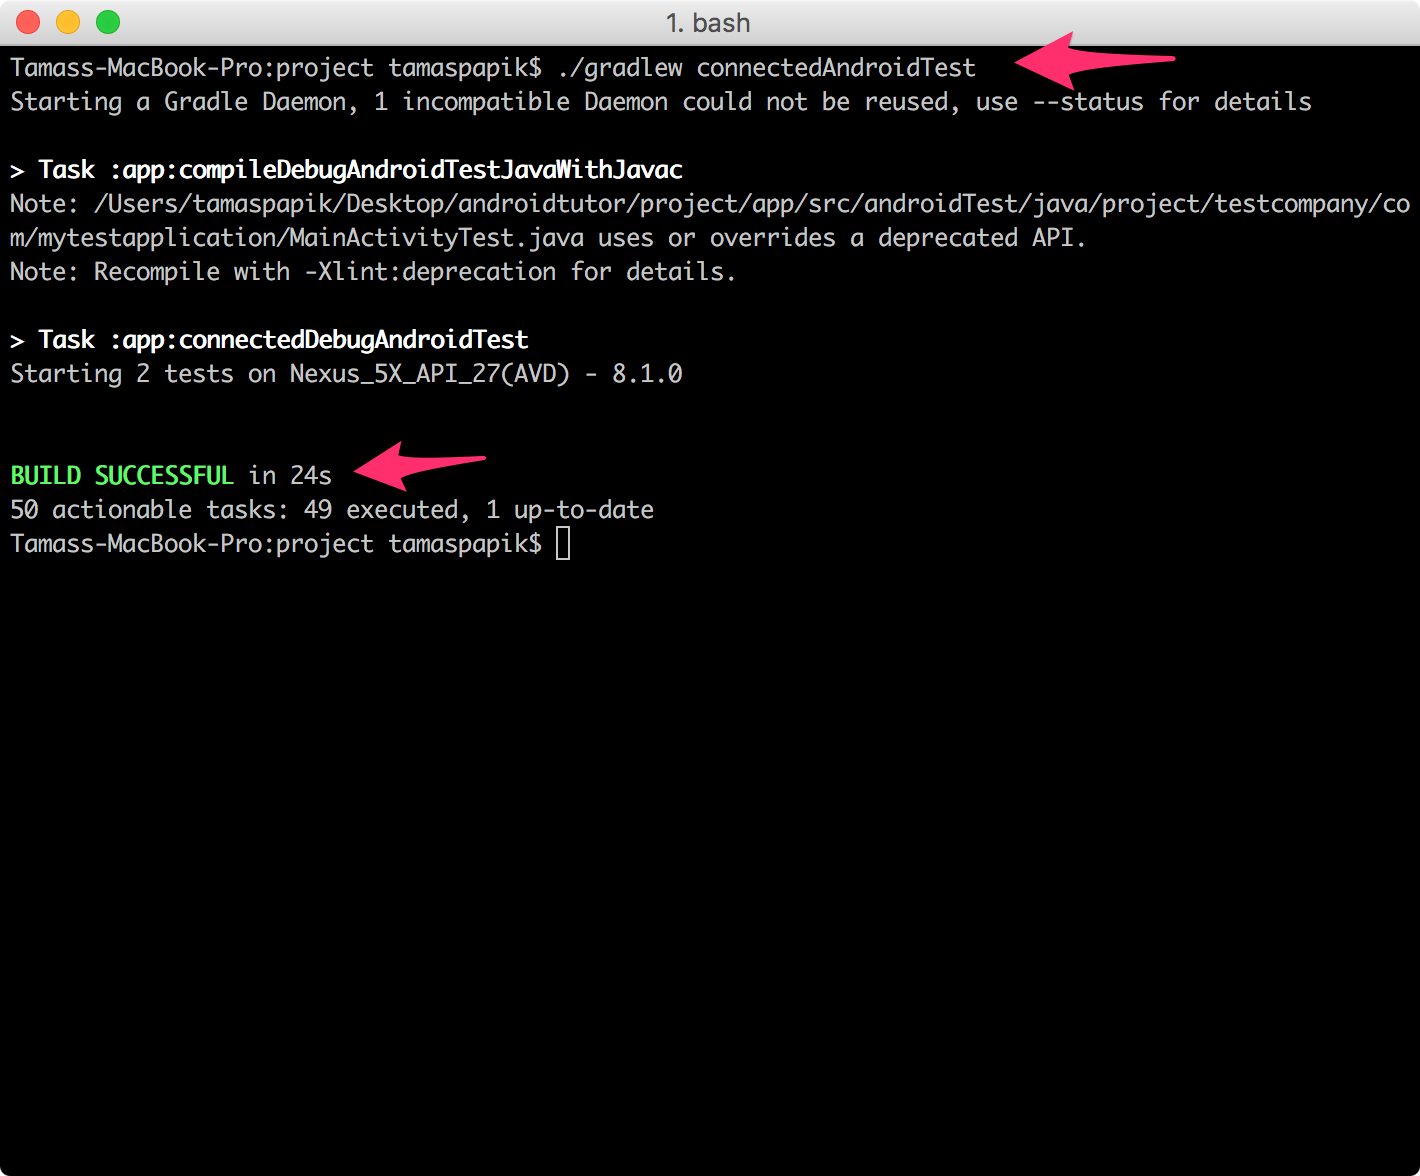 1. bash
Tamass-MacBook-Pro:project tamaspapik$ ./gradlew connectedAndroidTest
Starting a Gradle Daemon, 1 incompatible Daemon could not be reused, use --status for details
> Task :app:compileDebugAndroidTestJavaWithJavac
Note: /Users/tamaspapik/Desktop/androidtutor/project/app/src/androidTest/java/project/testcompany/co
m/mytestapplication/MainActivityTest.java uses or overrides a deprecated API.
Note: Recompile with -Xlint:deprecation for details.
> Task :app:connectedDebugAndroidTest
Starting 2 tests on Nexus_5X_API_27(AVD) - 8.1.0
BUILD SUCCESSFUL in 24s
50 actionable tasks: 49 executed, 1 up-to-date
Tamass-MacBook-Pro:project tamaspapik$